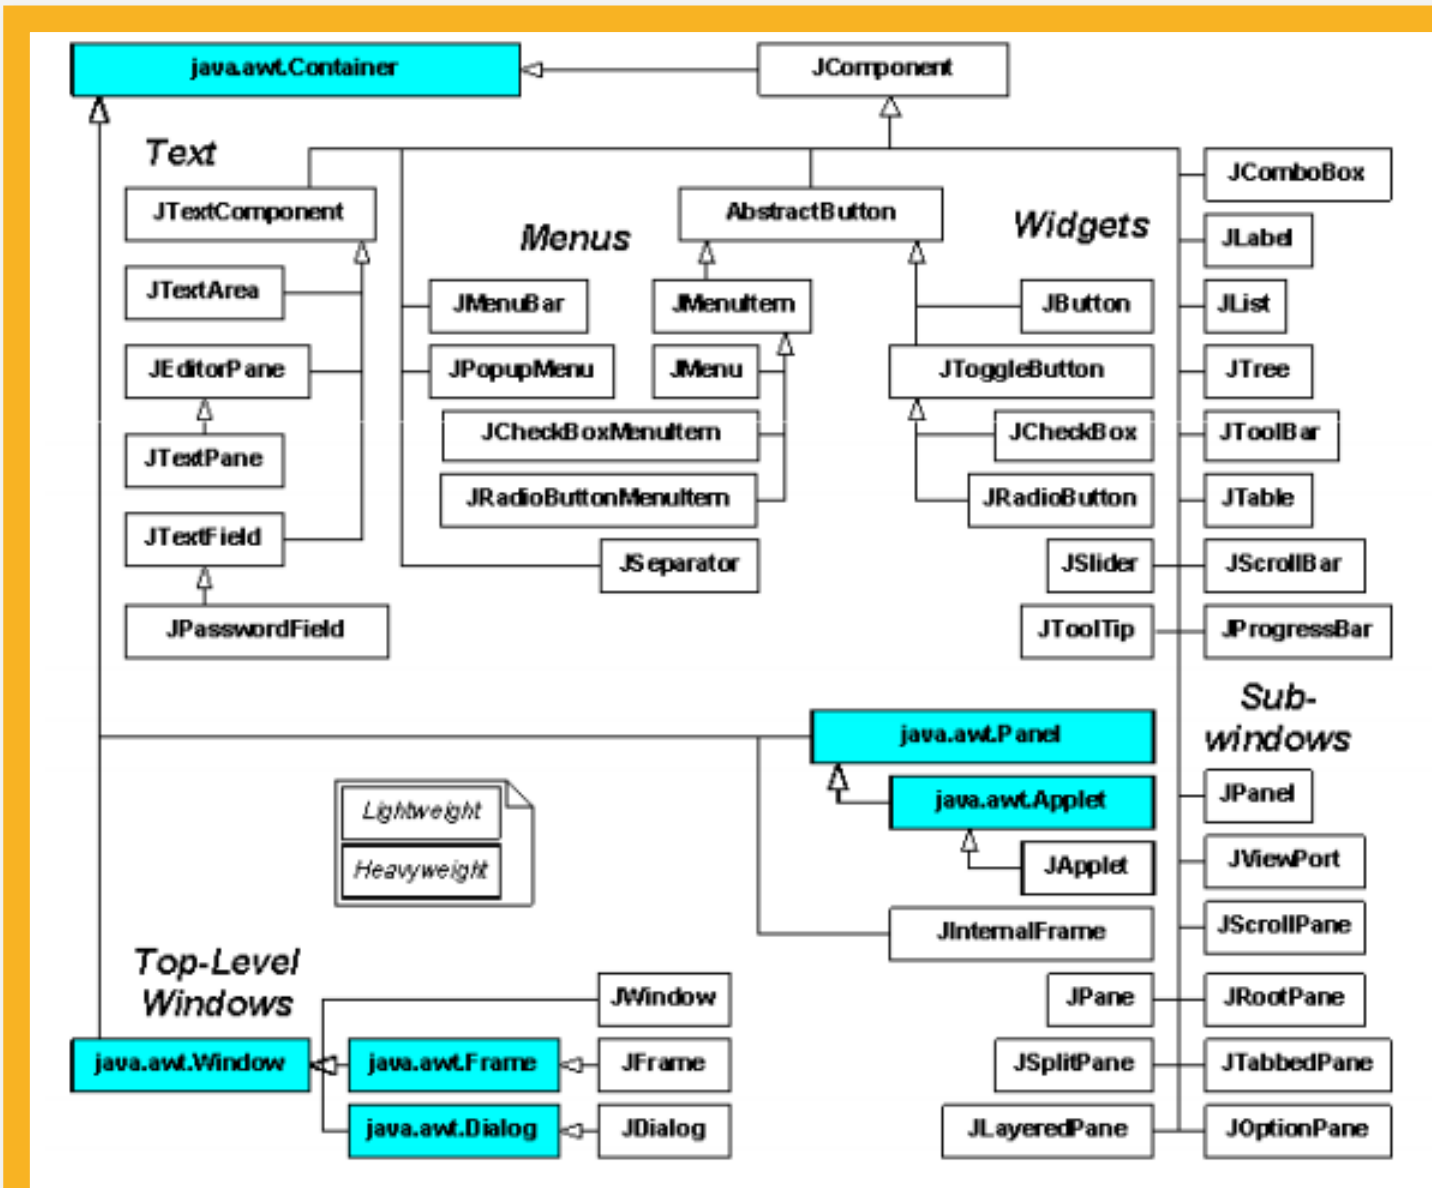 java.awt.Container
JComponent
Text
JComboBox
JTextComponent
AbstractButton
Menus
Widgets
JLabel
JTextArea
JMenuBar
JMenuItem
JButton
JList
JEditorPane
JPopupMenu
JMenu
JToggleButton
JTree
JCheckBoxMenuItem
JCheckBox
JToolBar
JTextPane
JRadioButtonMenuItem
JRadioButton
JTable
JTextField
JSeparator
JSlider
JScrollBar
JPasswordField
JToolTip
JProgressBar
Sub-
windows
java.awt.Panel
JPanel
java.awt.Applet
Lightweight
Heavyweight
JApplet
JViewPort
JInternalFrame
JScrollPane
Top-Level
Windows
JWindow
JPane
JRootPane
java.awt.Window
java.awt.Frame
JFrame
JSplitPane
JTabbedPane
java.awt.Dialog
JDialog
JLayeredPane
JOptionPane